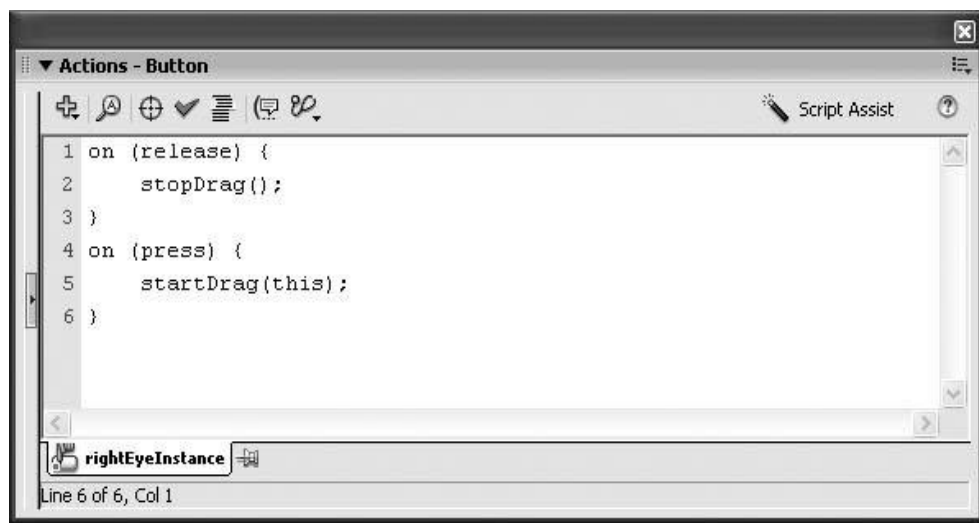 Actions - Button
Script Assist
1 on (release) {
2 stopDrag();
3 }
4 on (press) {
5 startDrag(this);
6 }
rightEyeInstance
Line 6 of 6, Col 1